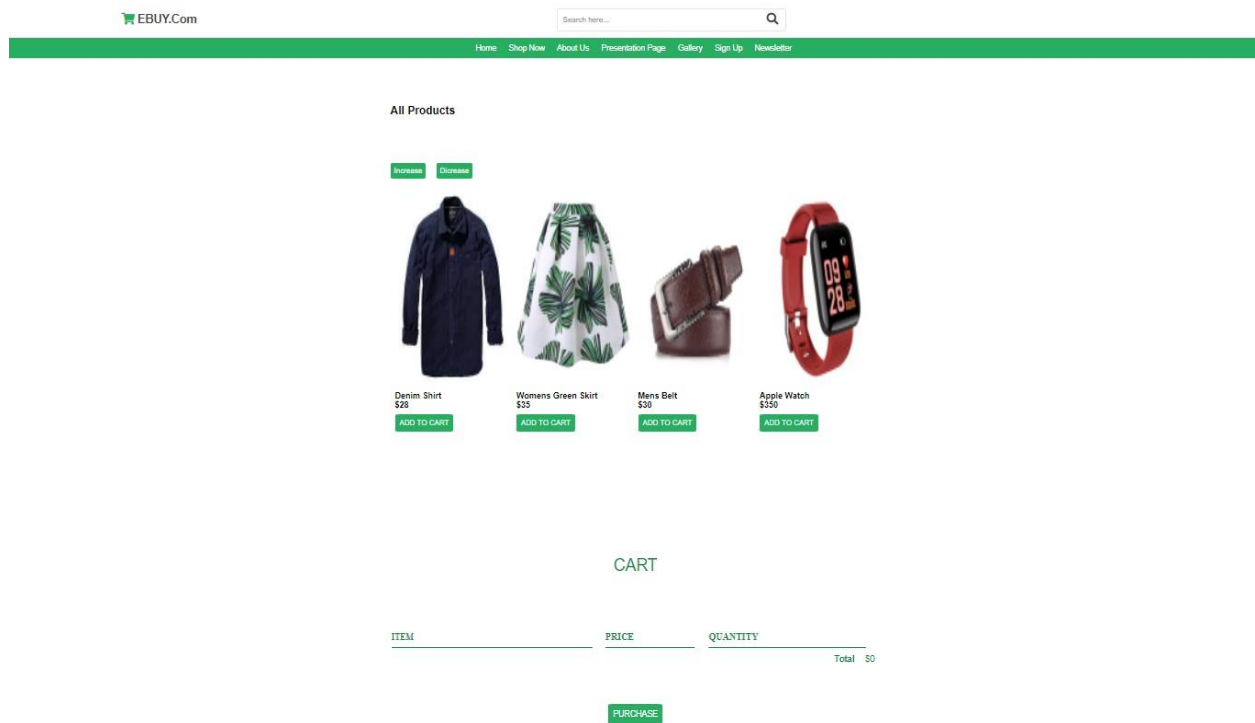 EBUY.Com
Search here...
Home Shop Now About Us Presentation Page Gallery Sign Up Newsletter
All Products
Increase Dicrease
09
28
Denim Shirt
$28
ADD TO CART
Womens Green Skirt
$35
ADD TO CART
Mens Belt
$30
ADD TO CART
Apple Watch
$350
ADD TO CART
CART
ITEM PRICE QUANTITY
Total $0
PURCHASE